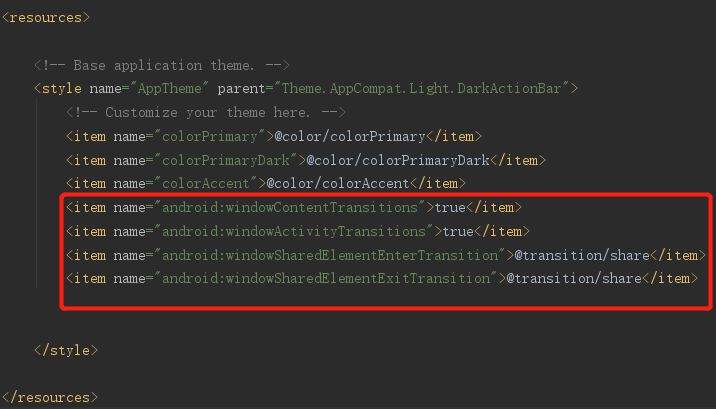 <resources>
<!-- Base application theme. -->
<style name="AppTheme" parent="Theme.AppCompat.Light.DarkActionBar">
<!-- Customize your theme here. -->
<item name="colorPrimary">@color/colorPrimary</item>
<item name="colorPrimaryDark">@color/colorPrimaryDark</item>
<item name="colorAccent">@color/colorAccent</item>
<item name="android:windowContentTransitions">true</item>
<item name="android:windowActivityTransitions">true</item>
<item name="android:windowSharedElementEnterTransition">@transition/share</item>
<item name="android:windowSharedElementExitTransition">@transition/share</item>
</style>
</resources>